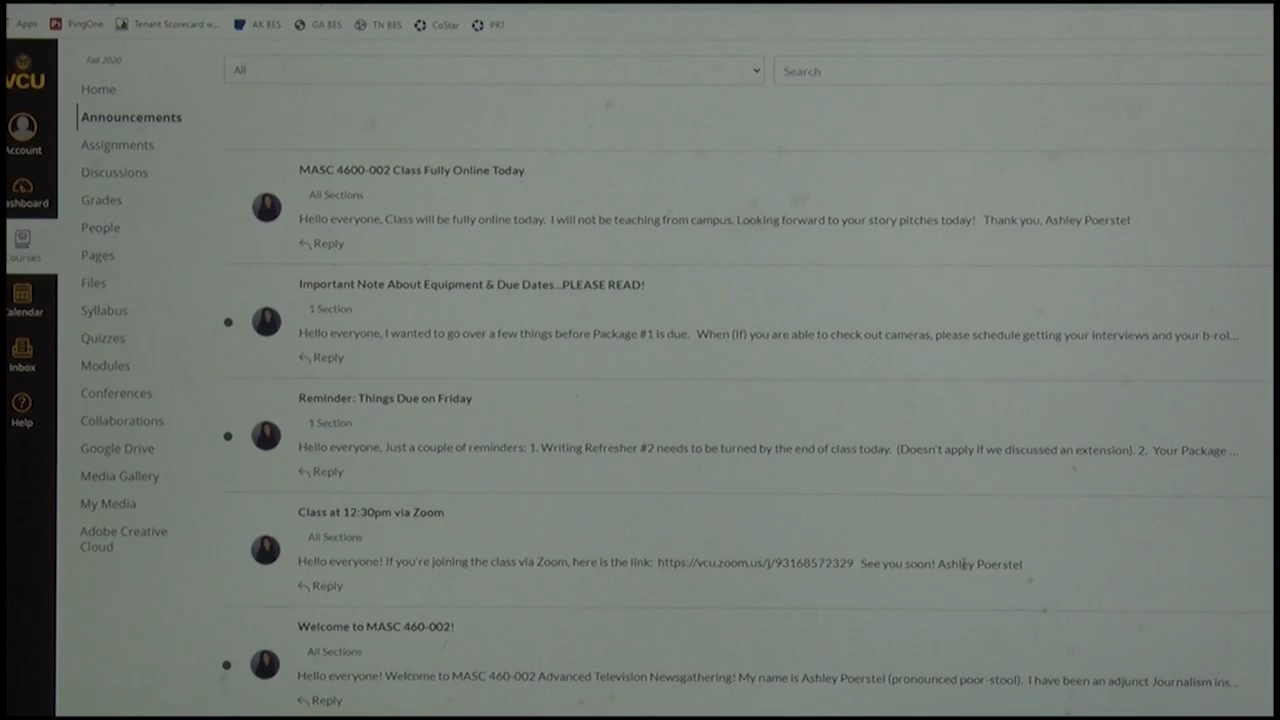 Apps PingOne Tenant Scorecard w... AK BES GA BES TN BES CoStar PRT
VCU
Account
Courses
Inbox
Help
Fall 2020
Home
Announcements
Assignments
Discussions
Grades
People
Pages
Files
Syllabus
Quizzes
Modules
Conferences
Collaborations
Google Drive
Media Gallery
My Media
Adobe Creative
Cloud
All
Search
MASC 4600-002 Class Fully Online Today
All Sections
Hello everyone, Class will be fully online today. I will not be teaching from campus. Looking forward to your story pitches today! Thank you, Ashley Poerstel
Reply
Important Note About Equipment & Due Dates...PLEASE READ!
1 Section
Hello everyone, I wanted to go over a few things before Package #1 is due. When (If) you are able to check out cameras, please schedule getting your interviews and your b-rol...
Reply
Reminder: Things Due on Friday
1 Section
Hello everyone, Just a couple of reminders: 1. Writing Refresher #2 needs to be turned by the end of class today. (Doesn't apply if we discussed an extension). 2. Your Package ...
Reply
Class at 12:30pm via Zoom
All Sections
Hello everyone! If you're joining the class via Zoom, here is the link: https://vcu.zoom.us/j/93168572329 See you soon! Ashley Poerstel
Reply
Welcome to MASC 460-002!
All Sections
Hello everyone! Welcome to MASC 460-002 Advanced Television Newsgathering! My name is Ashley Poerstel (pronounced poor-stool). I have been an adjunct Journalism ins...
Reply